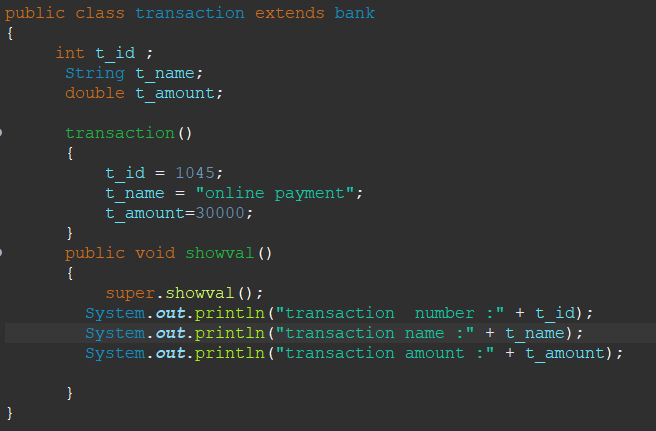 public class transaction extends bank
{
     int t_id ;
      String t_name;
      double t_amount;

      transaction()
      {
          t_id = 1045;
          t_name = "online payment";
          t_amount=30000;
      }
      public void showval()
      {
          super.showval();
        System.out.println("transaction  number :" + t_id);
        System.out.println("transaction name :" + t_name);
        System.out.println("transaction amount :" + t_amount);

      }
}